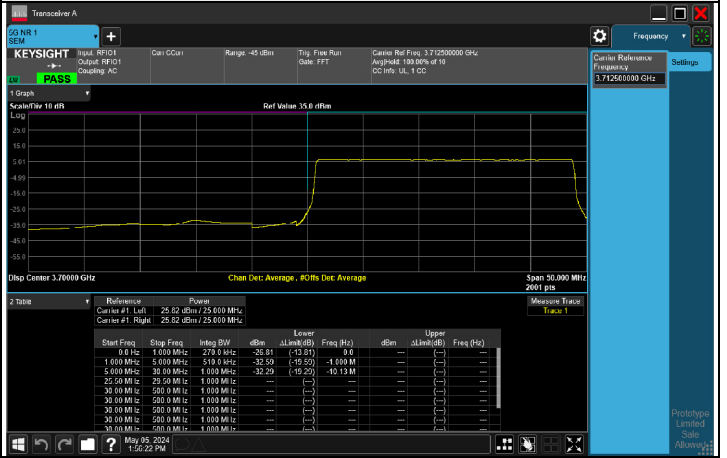 Transceiver A
5G NR 1
SEM
Frequency
KEYSIGHT
Input: RFIO1
Output: RFIO1
Coupling: AC
Corr CCorr
Range: -45 dBm
Trig: Free Run
Gate: FFT
Carrier Ref Freq: 3.712500000 GHz
Avg|Hold: 100.00% of 10
CC Info: UL, 1 CC
PASS
Carrier Reference
Frequency
3.712500000 GHz
Settings
1 Graph
Scale/Div 10 dB
Ref Value 35.0 dBm
Log
25.0
15.0
5.01
-4.99
-15.0
-25.0
-35.0
-45.0
-55.0
Disp Center 3.70000 GHz
Chan Det: Average , #Offs Det: Average
Span 50.000 MHz
2001 pts
2 Table
Reference Power
Carrier #1. Left 25.82 dBm / 25.000 MHz
Carrier #1. Right 25.82 dBm / 25.000 MHz
Measure Trace
Trace 1
Lower Upper
Start Freq Stop Freq Integ BW dBm ΔLimit(dB) Freq (Hz) dBm ΔLimit(dB) Freq (Hz)
0.0 Hz 1.000 MHz 270.0 kHz -26.81 (-13.81) 0.0 --- (---) ---
1.000 MHz 5.000 MHz 510.0 kHz -32.59 (-19.59) -1.000 M --- (---) ---
5.000 MHz 30.00 MHz 1.000 MHz -32.29 (-19.29) -10.13 M --- (---) ---
25.50 MHz 29.50 MHz 1.000 MHz --- (---) --- --- (---) ---
30.00 MHz 500.0 MHz 1.000 MHz --- (---) --- --- (---) ---
30.00 MHz 500.0 MHz 1.000 MHz --- (---) --- --- (---) ---
30.00 MHz 500.0 MHz 1.000 MHz --- (---) --- --- (---) ---
30.00 MHz 500.0 MHz 1.000 MHz --- (---) --- --- (---) ---
May 05, 2024
1:56:22 PM
Prototype
Limited
Sale
Allowed